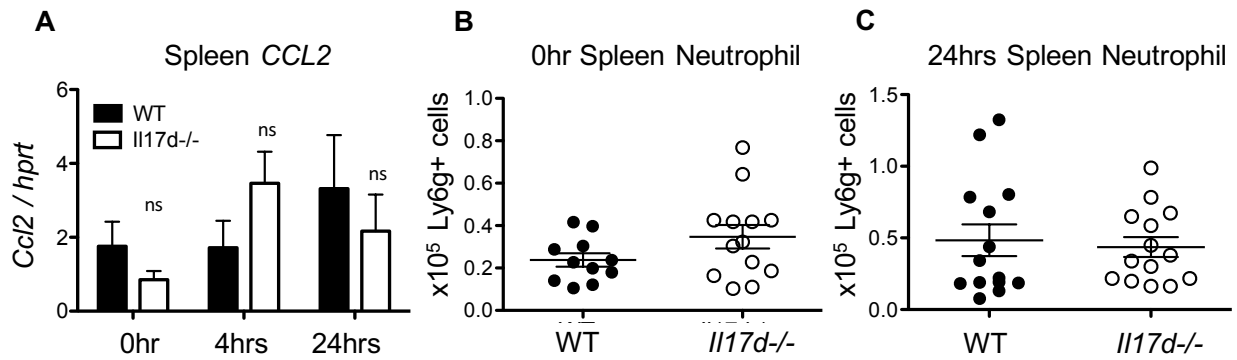 A
Spleen CCL2
Ccl2 / hprt
6
4
2
0
WT
Il17d-/-
ns
ns
ns
0hr
4hrs
24hrs
B
0hr Spleen Neutrophil
x10⁵ Ly6g+ cells
1.0
0.8
0.6
0.4
0.2
0.0
WT
Il17d-/-
C
24hrs Spleen Neutrophil
x10⁵ Ly6g+ cells
1.5
1.0
0.5
0.0
WT
Il17d-/-